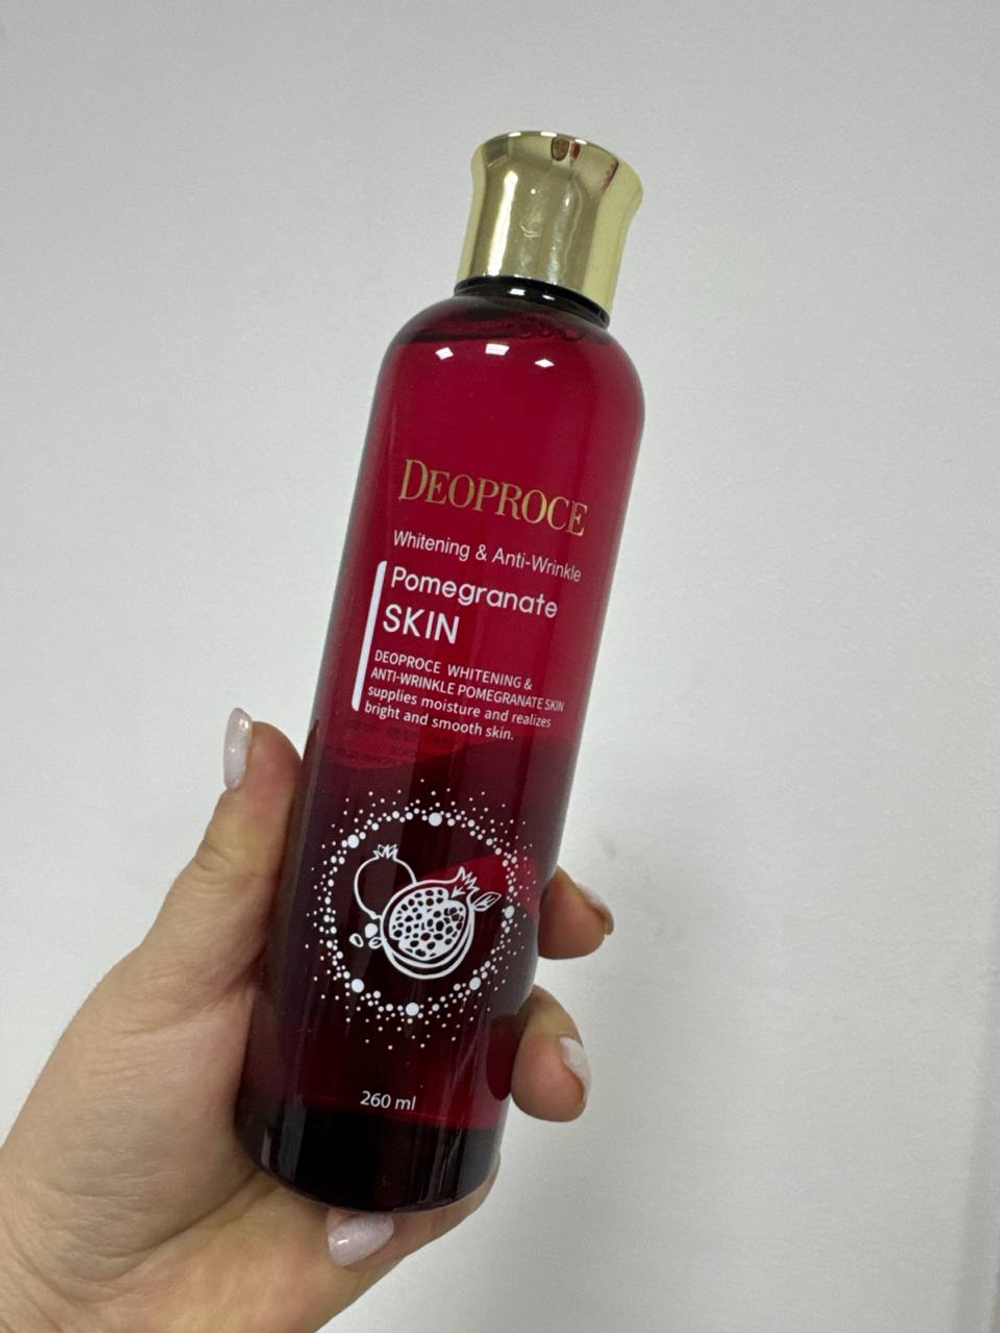 DEOPROCE
Whitening & Anti-Wrinkle
Pomegranate
SKIN
DEOPROCE WHITENING &
ANTI-WRINKLE POMEGRANATE SKIN
supplies moisture and realizes
bright and smooth skin.
260 ml